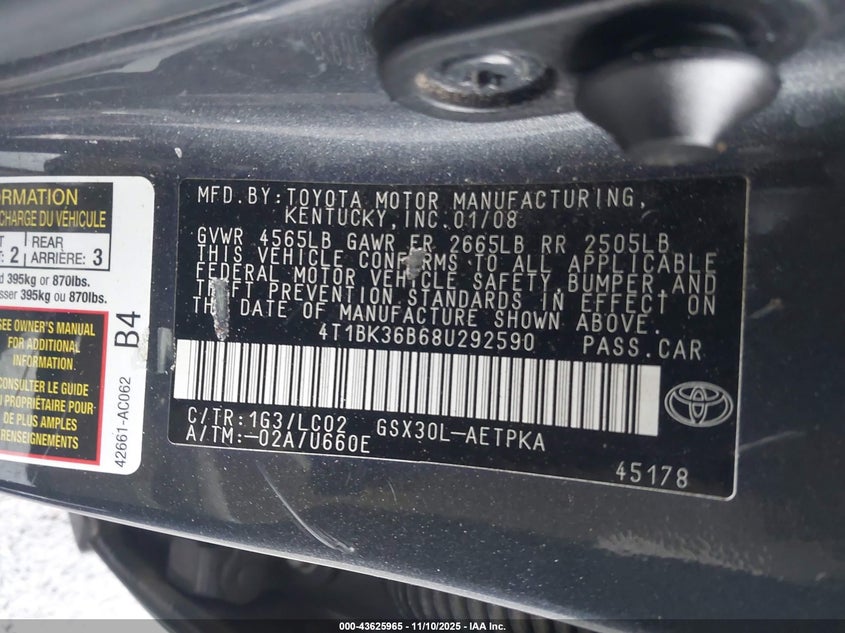 ORMATION
CHARGE DU VÉHICULE
2 REAR ARRIÈRE: 3
395kg or 870lbs.
sser 395kg ou 870lbs.
SEE OWNER'S MANUAL
FOR ADDITIONAL
INFORMATION
CONSULTER LE GUIDE
PROPRIÉTAIRE POUR
DE PLUS AMPLES
RENSEIGNEMENTS
B4
42661-AC062
MFD.BY:TOYOTA MOTOR MANUFACTURING,
KENTUCKY,INC.01/08
GVWR 4565LB GAWR FR 2665LB RR 2505LB
THIS VEHICLE CONFORMS TO ALL APPLICABLE
FEDERAL MOTOR VEHICLE SAFETY,BUMPER,AND
THEFT PREVENTION STANDARDS IN EFFECT ON
THE DATE OF MANUFACTURE SHOWN ABOVE.
4T1BK36B68U292590 PASS.CAR
C/TR:1G3/LC02 GSX30L-AETPKA
A/TM:-02A/U660E
45178
000-43625965 - 11/10/2025 - IAA Inc.